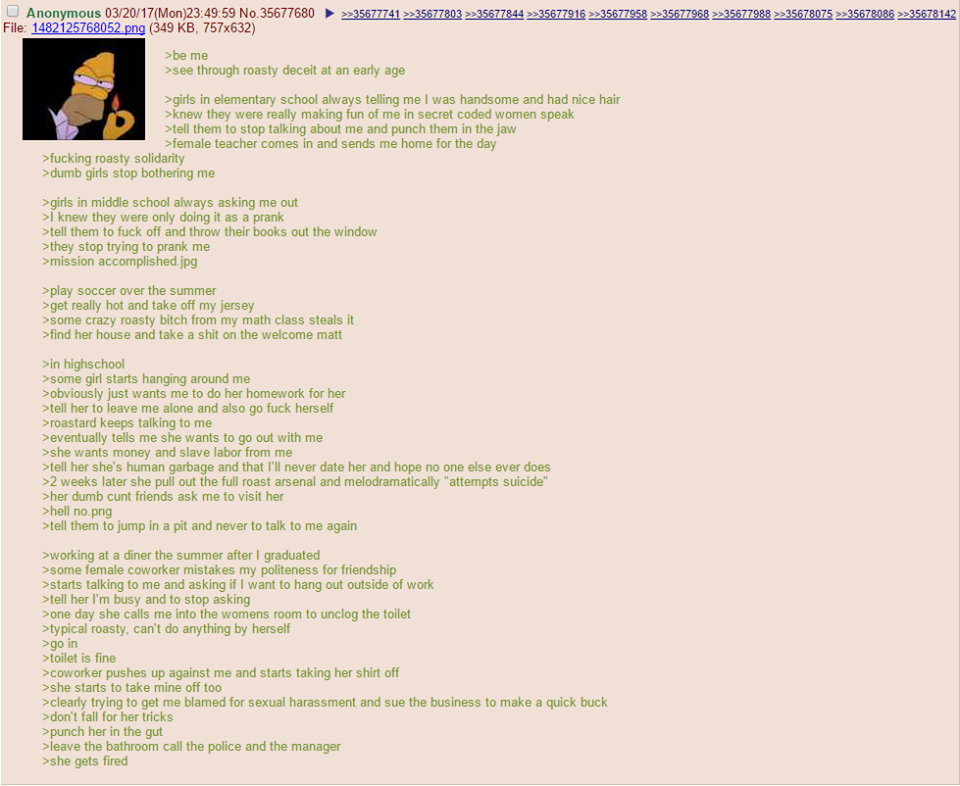 Anonymous 03/20/17(Mon)23:49:59 No.35677680 ▶ >>35677741 >>35677803 >>35677844 >>35677916 >>35677958 >>35677968 >>35677988 >>35678075 >>35678086 >>35678142
File: 1482125768052.png (349 KB, 757x632)
>be me
>see through roasty deceit at an early age
>girls in elementary school always telling me I was handsome and had nice hair
>knew they were really making fun of me in secret coded women speak
>tell them to stop talking about me and punch them in the jaw
>female teacher comes in and sends me home for the day
>fucking roasty solidarity
>dumb girls stop bothering me
>girls in middle school always asking me out
>I knew they were only doing it as a prank
>tell them to fuck off and throw their books out the window
>they stop trying to prank me
>mission accomplished.jpg
>play soccer over the summer
>get really hot and take off my jersey
>some crazy roasty bitch from my math class steals it
>find her house and take a shit on the welcome matt
>in highschool
>some girl starts hanging around me
>obviously just wants me to do her homework for her
>tell her to leave me alone and also go fuck herself
>roastard keeps talking to me
>eventually tells me she wants to go out with me
>she wants money and slave labor from me
>tell her she's human garbage and that I'll never date her and hope no one else ever does
>2 weeks later she pull out the full roast arsenal and melodramatically "attempts suicide"
>her dumb cunt friends ask me to visit her
>hell no.png
>tell them to jump in a pit and never to talk to me again
>working at a diner the summer after I graduated
>some female coworker mistakes my politeness for friendship
>starts talking to me and asking if I want to hang out outside of work
>tell her I'm busy and to stop asking
>one day she calls me into the womens room to unclog the toilet
>typical roasty, can't do anything by herself
>go in
>toilet is fine
>coworker pushes up against me and starts taking her shirt off
>she starts to take mine off too
>clearly trying to get me blamed for sexual harassment and sue the business to make a quick buck
>don't fall for her tricks
>punch her in the gut
>leave the bathroom call the police and the manager
>she gets fired